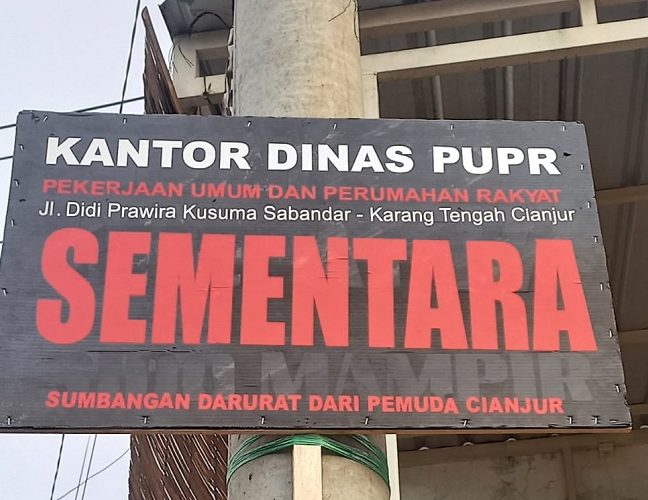 KANTOR DINAS PUPR
PEKERJAAN UMUM DAN PERUMAHAN RAKYAT
Jl. Didi Prawira Kusuma Sabandar - Karang Tengah Cianjur
SEMENTARA
MAMPIR
SUMBANGAN DARURAT DARI PEMUDA CIANJUR